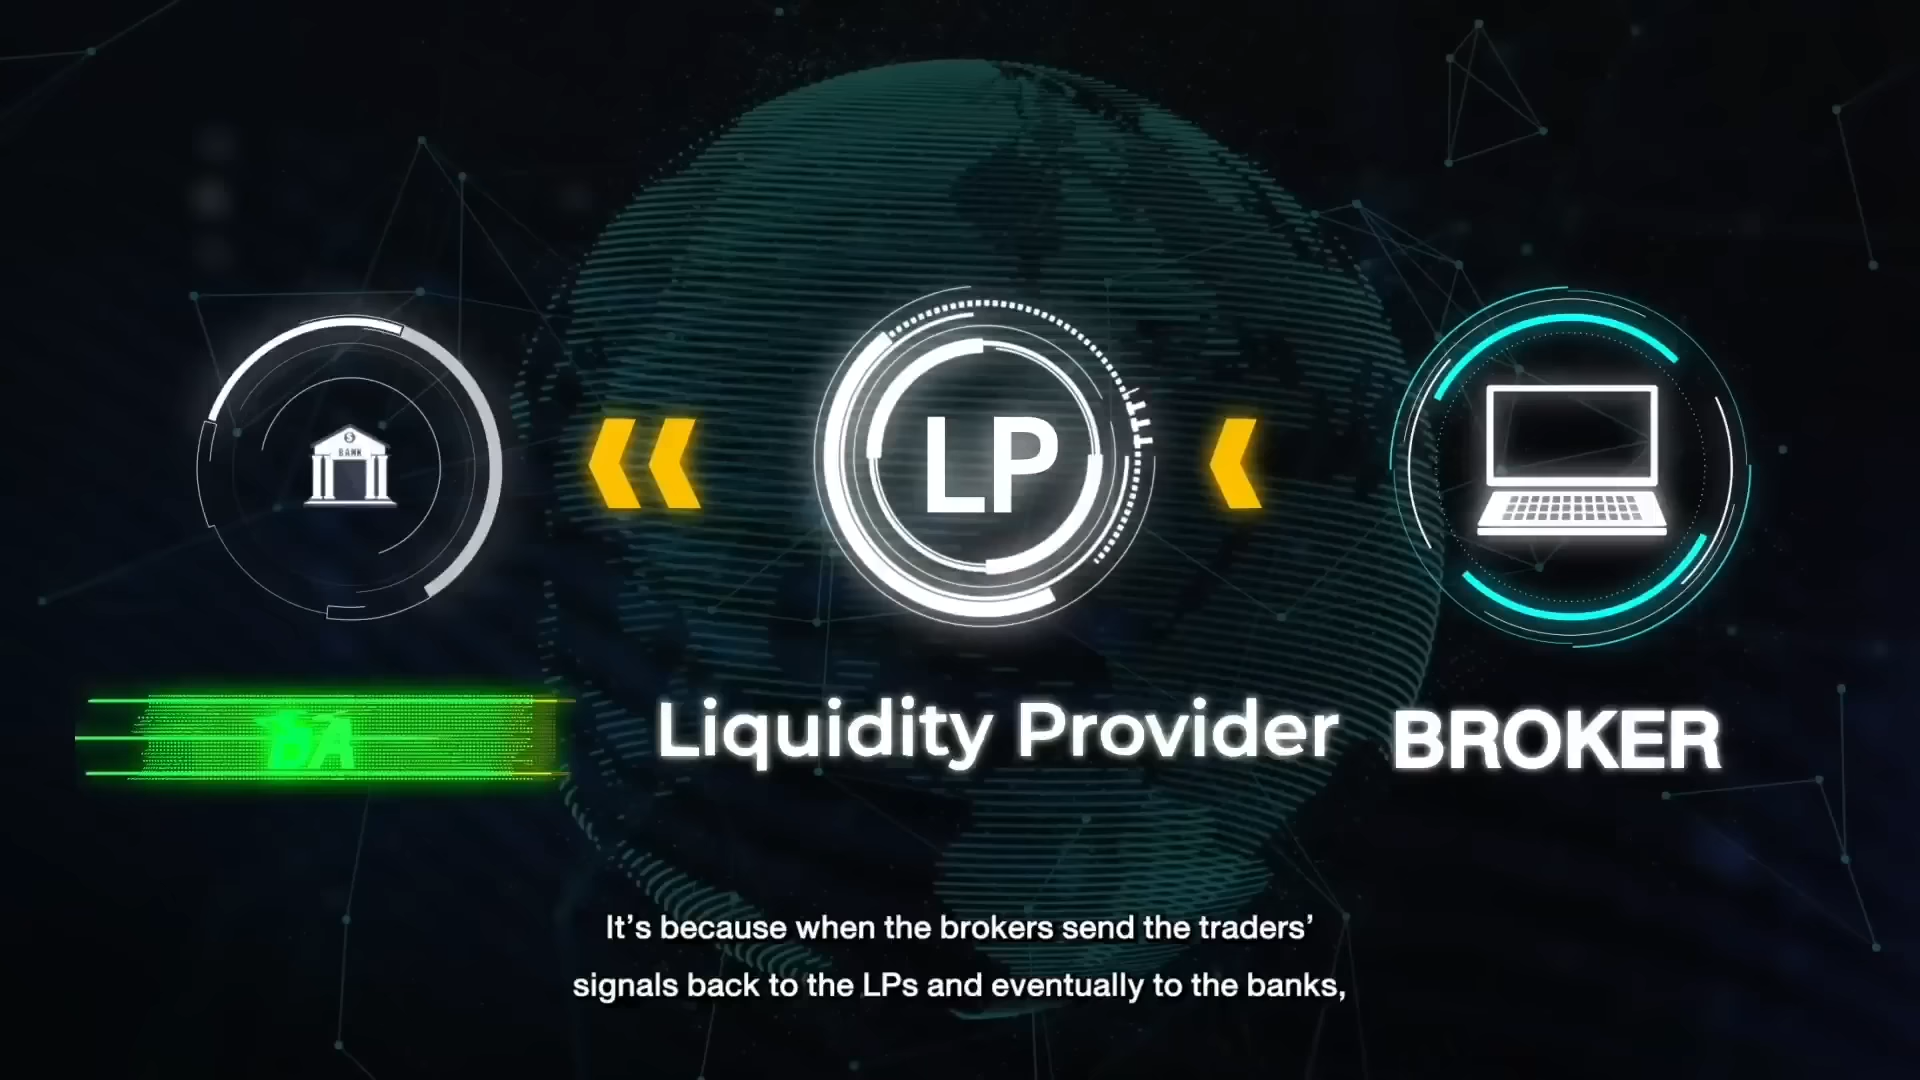 $
BANK
LP
Liquidity Provider
BROKER
It’s because when the brokers send the traders’
signals back to the LPs and eventually to the banks,